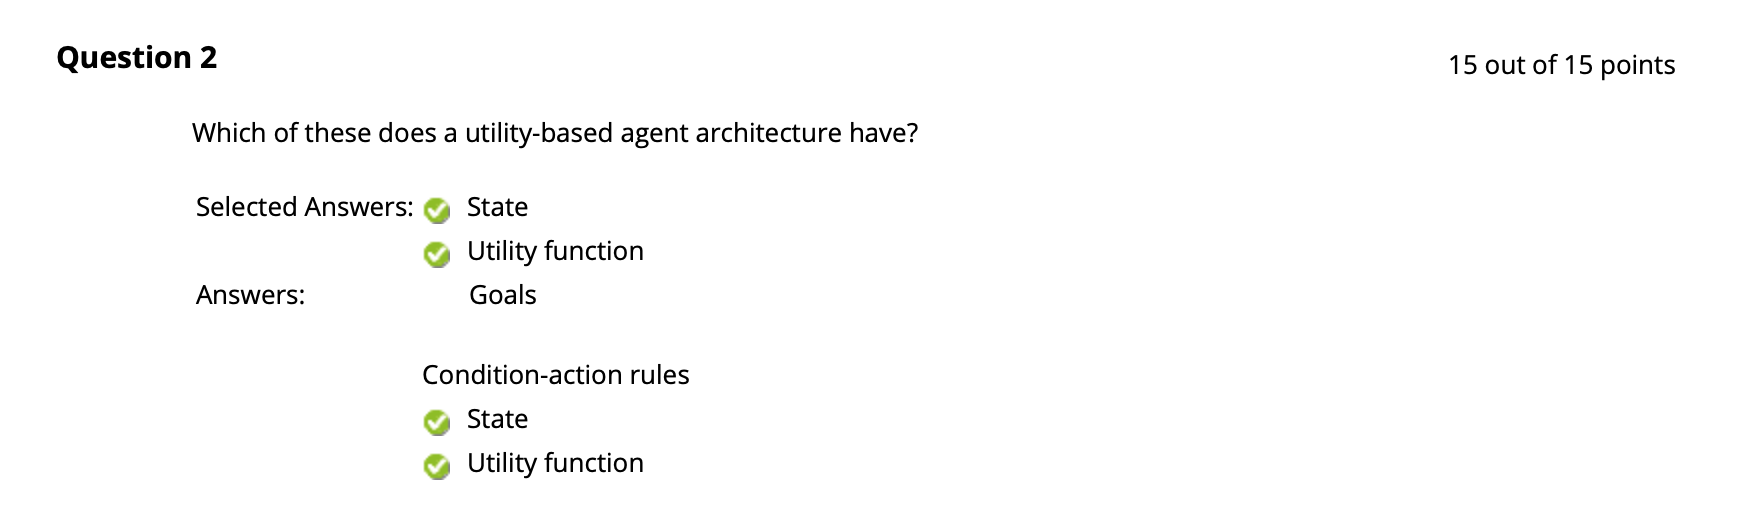 Question 2
15 out of 15 points
Which of these does a utility-based agent architecture have?
Selected Answers: State
Utility function
Answers: Goals
Condition-action rules
State
Utility function